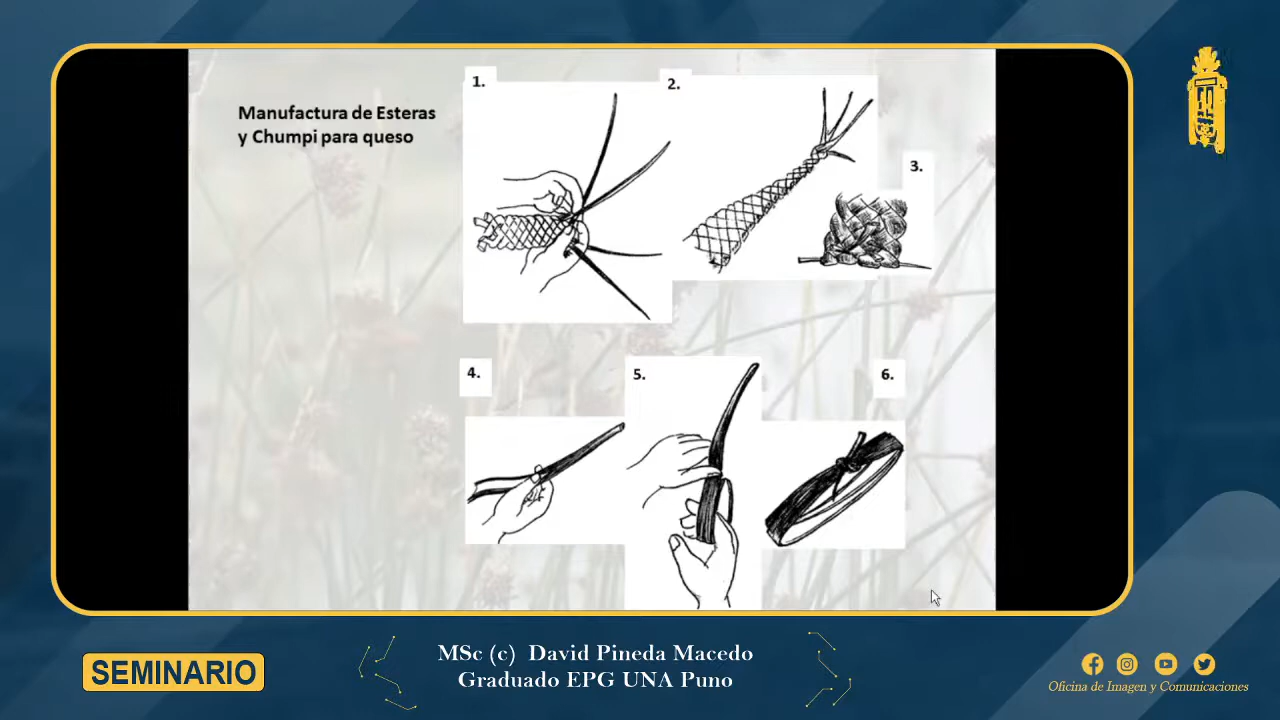 Manufactura de Esteras
y Chumpi para queso
1.
2.
3.
4.
5.
6.
SEMINARIO
MSc (c) David Pineda Macedo
Graduado EPG UNA Puno
Oficina de Imagen y Comunicaciones